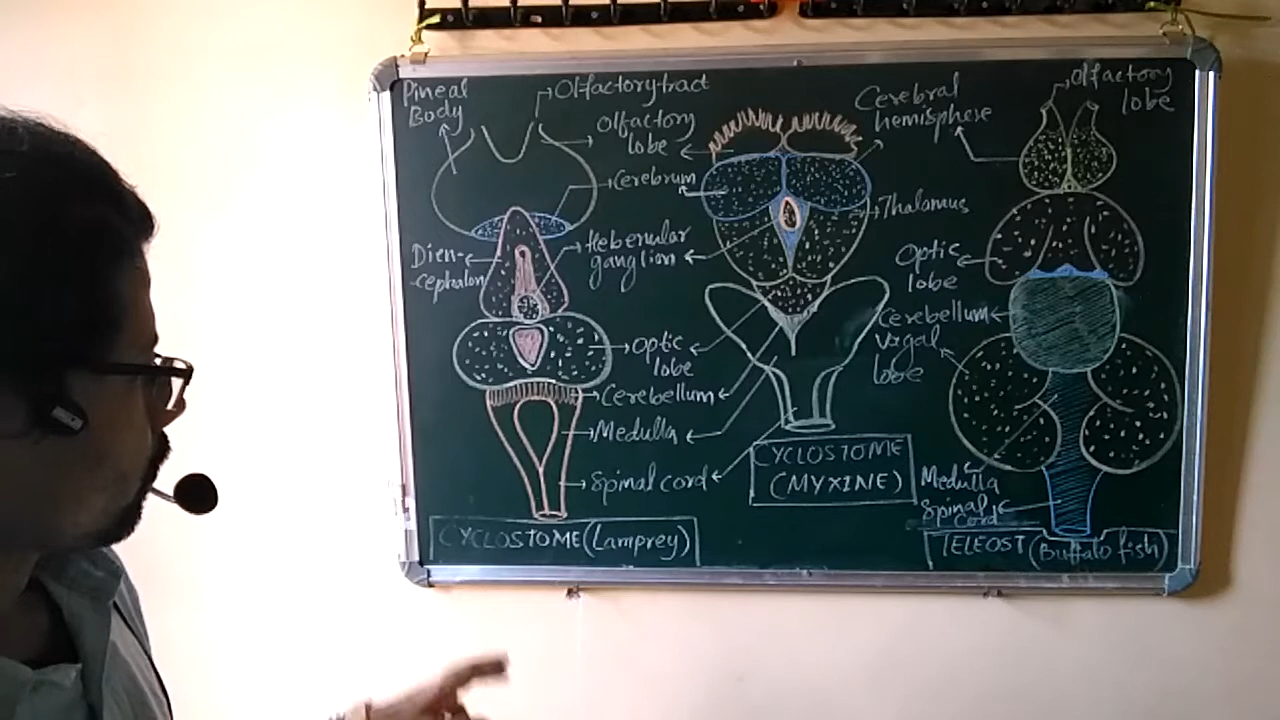 Pineal
Body
Olfactory tract
Olfactory
lobe
Cerebrum
Dien-
cephalon
Hebenular
ganglion
Optic
lobe
Cerebellum
Medulla
Spinal cord
CYCLOSTOME (Lamprey)
Cerebral
hemisphere
Thalamus
CYCLOSTOME
(MYXINE)
Olfactory
lobe
Optic
lobe
Cerebellum
Vagal
lobe
Medulla
Spinal
Cord
TELEOST (Buffalo fish)